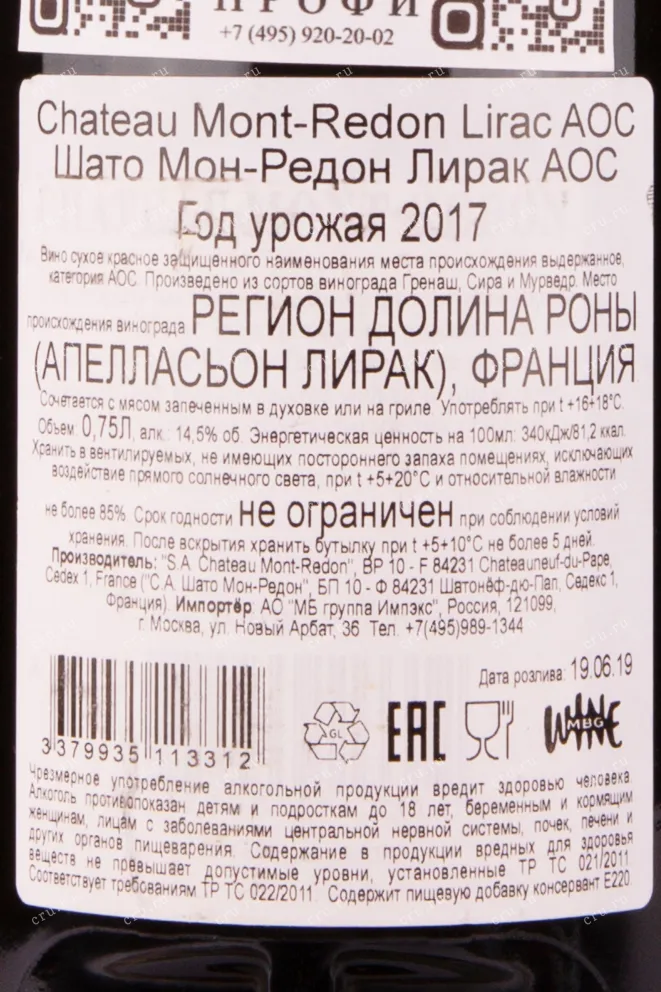 ПРОФИ
+7 (495) 920-20-02
Chateau Mont-Redon Lirac AOC
Шато Мон-Редон Лирак АОС
Год урожая 2017
Вино сухое красное защищенного наименования места происхождения выдержанное,
категория АОС. Произведено из сортов винограда Гренаш, Сира и Мурведр. Место
происхождения винограда РЕГИОН ДОЛИНА РОНЫ
(АПЕЛЛАСЬОН ЛИРАК), ФРАНЦИЯ
Сочетается с мясом запеченным в духовке или на гриле. Употреблять при t +16+18°C.
Объем: 0,75Л, алк.: 14,5% об. Энергетическая ценность на 100мл: 340кДж/81,2 ккал.
Хранить в вентилируемых, не имеющих постороннего запаха помещениях, исключающих
воздействие прямого солнечного света, при t +5+20°C и относительной влажности
не более 85%. Срок годности не ограничен при соблюдении условий
хранения. После вскрытия хранить бутылку при t +5+10°C не более 5 дней.
Производитель: "S.A. Chateau Mont-Redon", BP 10 - F 84231 Chateauneuf-du-Pape,
Cedex 1, France ("С.А. Шато Мон-Редон", БП 10 - Ф 84231 Шатонёф-дю-Пап, Седекс 1,
Франция). Импортёр: АО "МБ группа Импэкс", Россия, 121099,
г. Москва, ул. Новый Арбат, 36 Тел. +7(495)989-1344
Дата розлива: 19.06.19
3 379935 113312
GL
EAC
WINE
MBG
Чрезмерное употребление алкогольной продукции вредит здоровью человека.
Алкоголь противопоказан детям и подросткам до 18 лет, беременным и кормящим
женщинам, лицам с заболеваниями центральной нервной системы, почек, печени и
других органов пищеварения. Содержание в продукции вредных для здоровья
веществ не превышает допустимые уровни, установленные ТР ТС 021/2011.
Соответствует требованиям ТР ТС 022/2011. Содержит пищевую добавку консервант Е220.